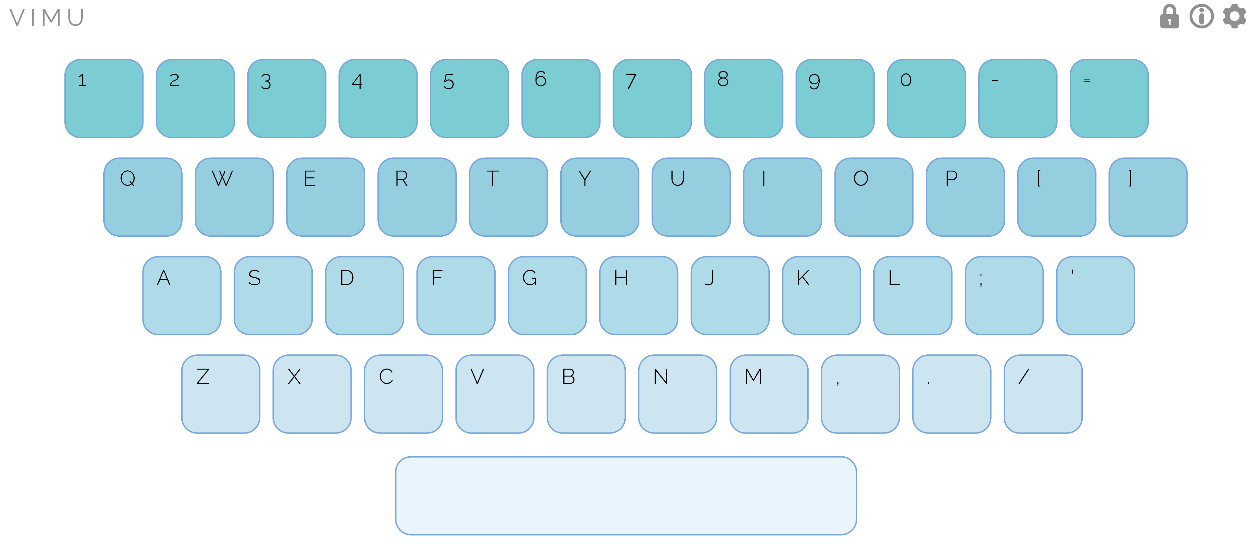 VIMU
1 2 3 4 5 6 7 8 9 0 - =
Q W E R T Y U I O P [ ]
A S D F G H J K L ; '
Z X C V B N M , . /